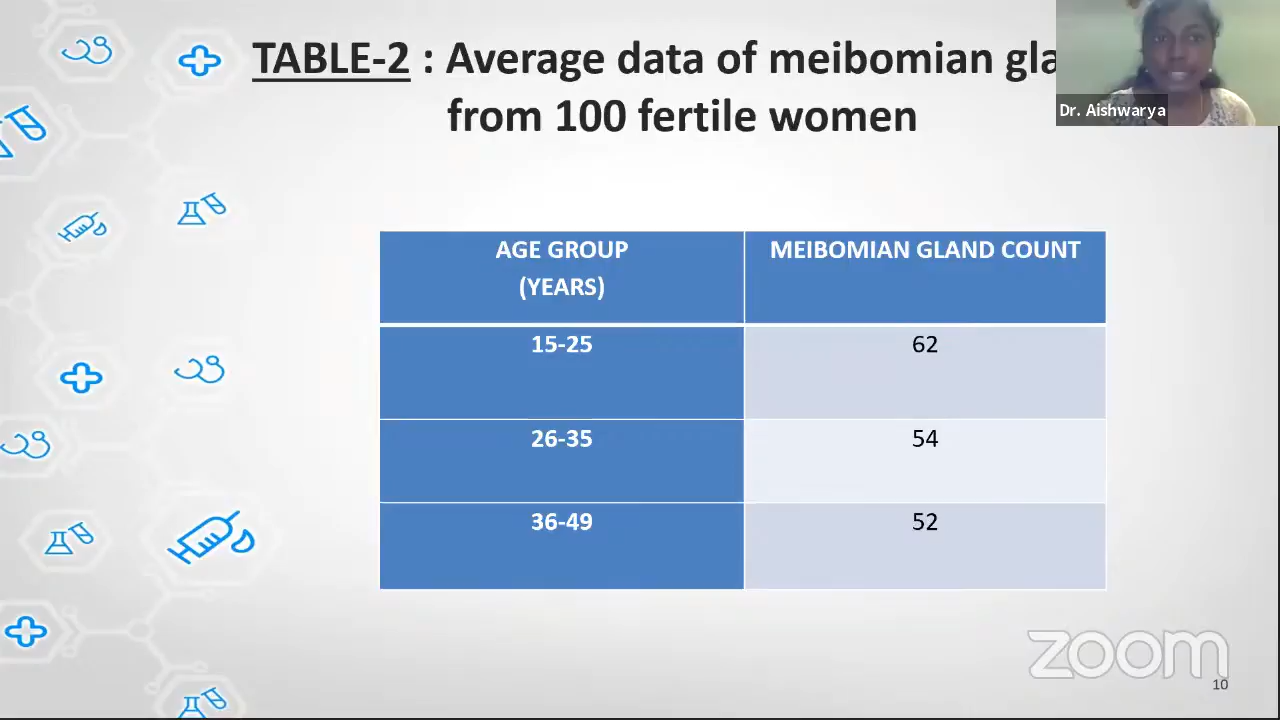 TABLE-2 : Average data of meibomian
from 100 fertile women
Dr. Aishwarya
AGE GROUP
(YEARS)
MEIBOMIAN GLAND COUNT
15-25
62
26-35
54
36-49
52
zoom
10